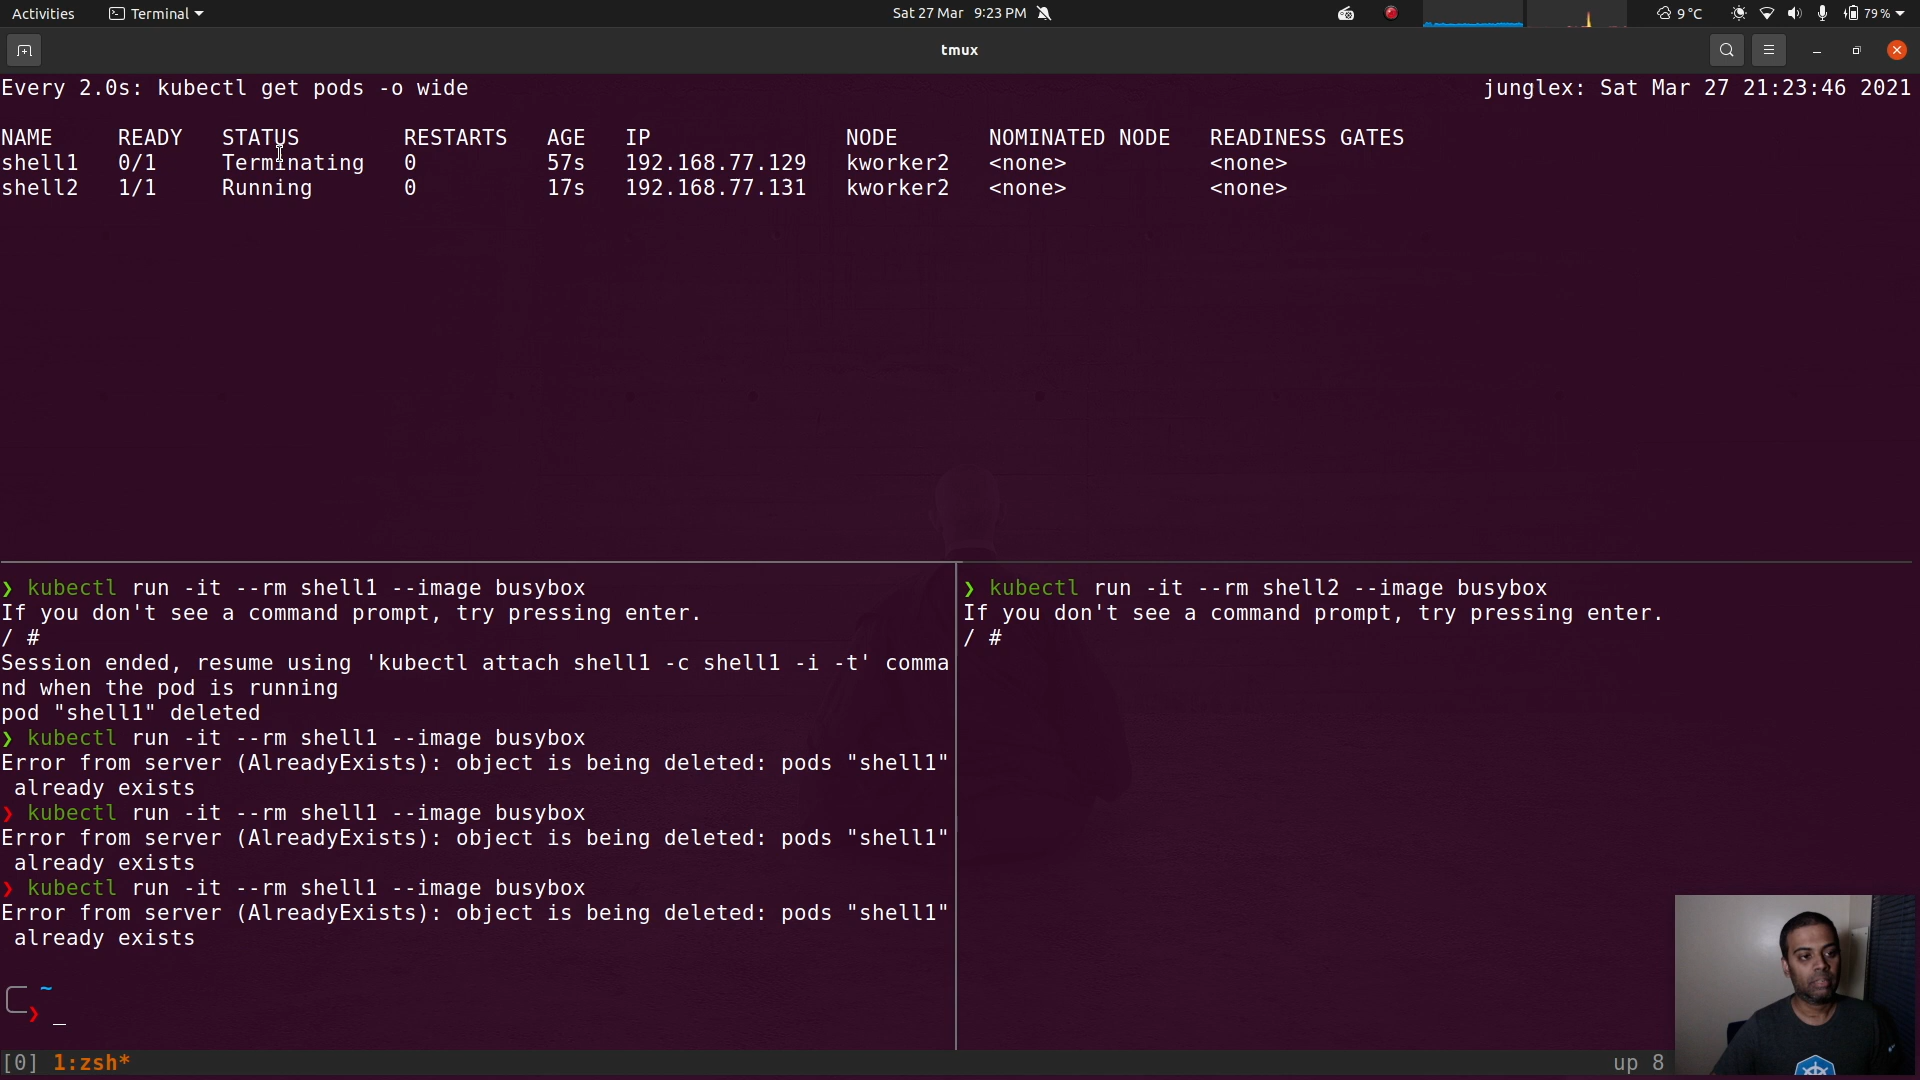 Activities Terminal Sat 27 Mar 9:23 PM 9°C 79%
tmux
Every 2.0s: kubectl get pods -o wide junglex: Sat Mar 27 21:23:46 2021
NAME READY STATUS RESTARTS AGE IP NODE NOMINATED NODE READINESS GATES
shell1 0/1 Terminating 0 57s 192.168.77.129 kworker2 <none> <none>
shell2 1/1 Running 0 17s 192.168.77.131 kworker2 <none> <none>
❯ kubectl run -it --rm shell1 --image busybox
If you don't see a command prompt, try pressing enter.
/ #
Session ended, resume using 'kubectl attach shell1 -c shell1 -i -t' comma
nd when the pod is running
pod "shell1" deleted
❯ kubectl run -it --rm shell1 --image busybox
Error from server (AlreadyExists): object is being deleted: pods "shell1"
already exists
❯ kubectl run -it --rm shell1 --image busybox
Error from server (AlreadyExists): object is being deleted: pods "shell1"
already exists
❯ kubectl run -it --rm shell1 --image busybox
Error from server (AlreadyExists): object is being deleted: pods "shell1"
already exists
~
❯ _
❯ kubectl run -it --rm shell2 --image busybox
If you don't see a command prompt, try pressing enter.
/ #
[0] 1:zsh* up 8